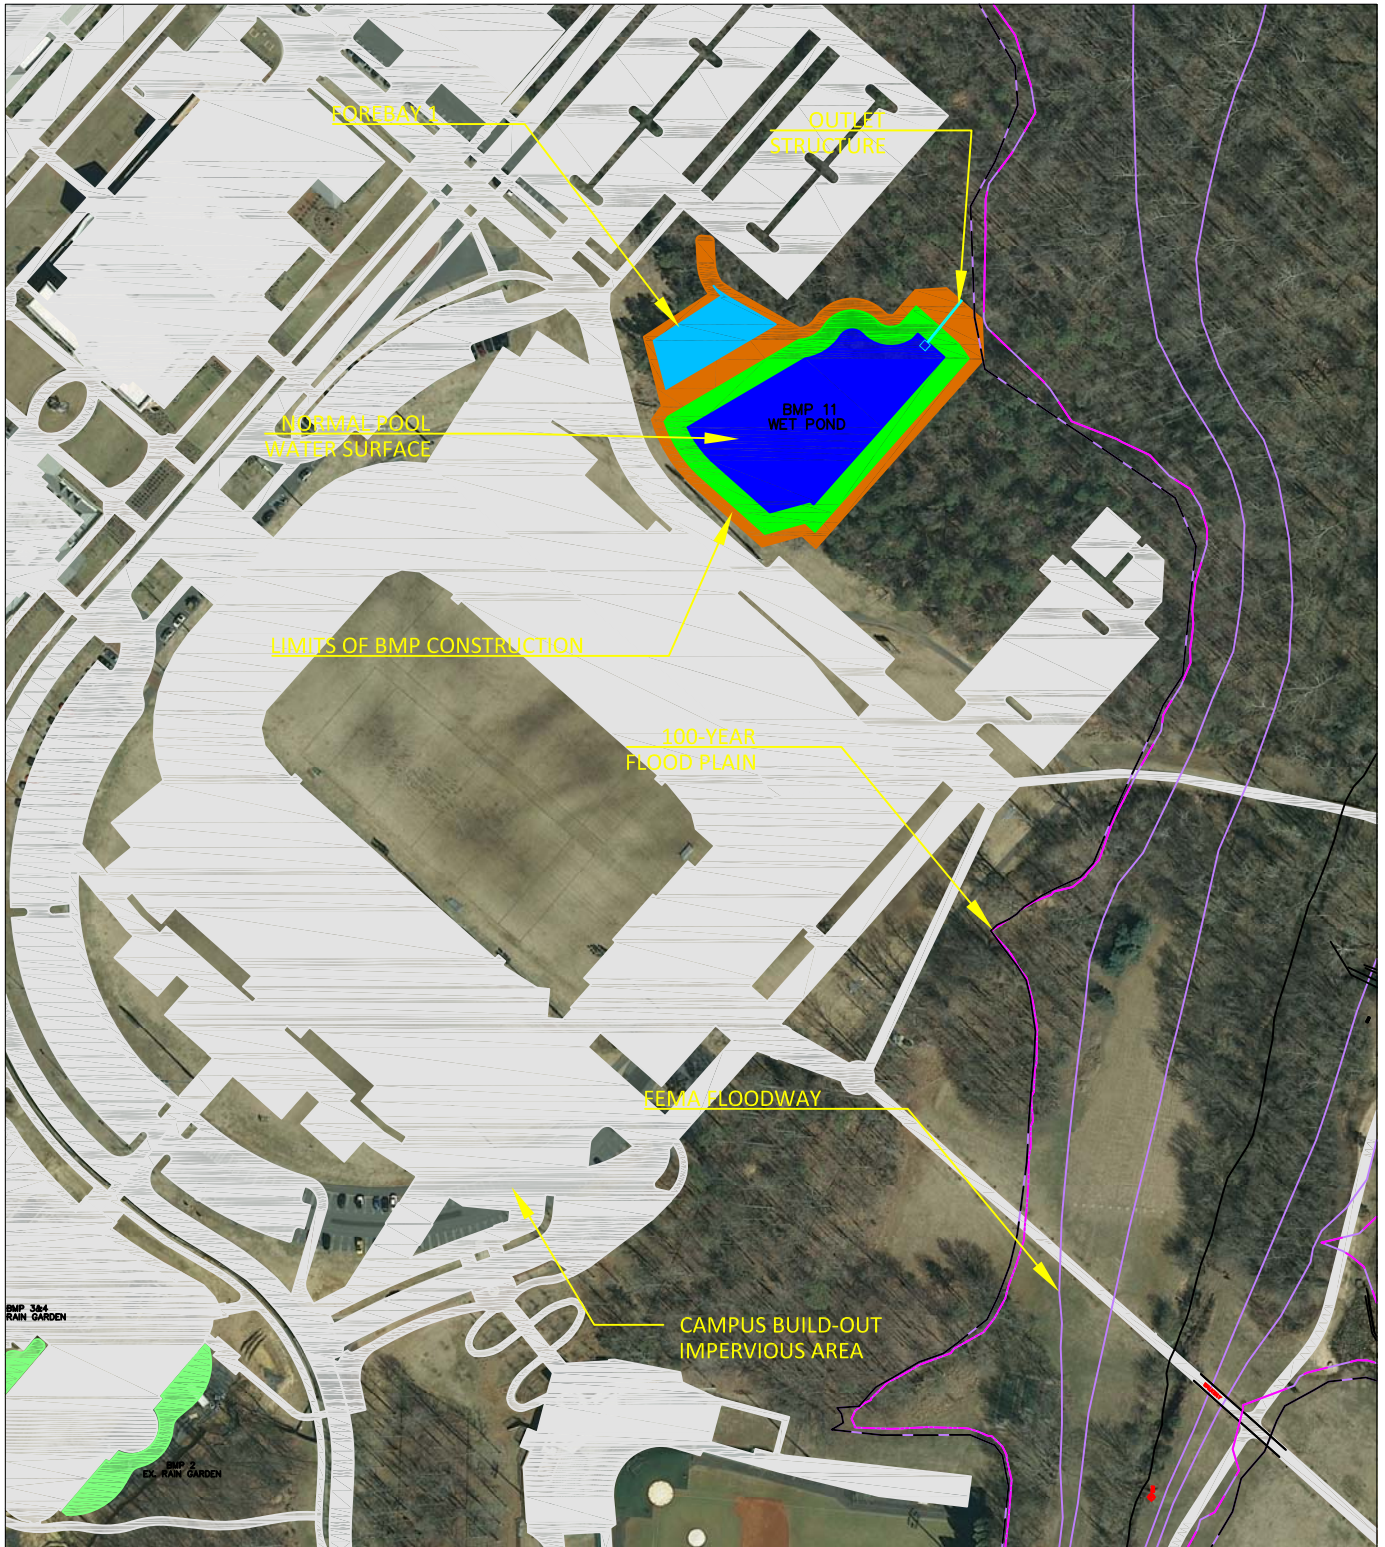 FOREBAY 1
OUTLET
STRUCTURE
BMP 11
WET POND
NORMAL POOL
WATER SURFACE
LIMITS OF BMP CONSTRUCTION
100-YEAR
FLOOD PLAIN
FEMA FLOODWAY
BMP 3&4
RAIN GARDEN
CAMPUS BUILD-OUT
IMPERVIOUS AREA
BMP 2
EX. RAIN GARDEN